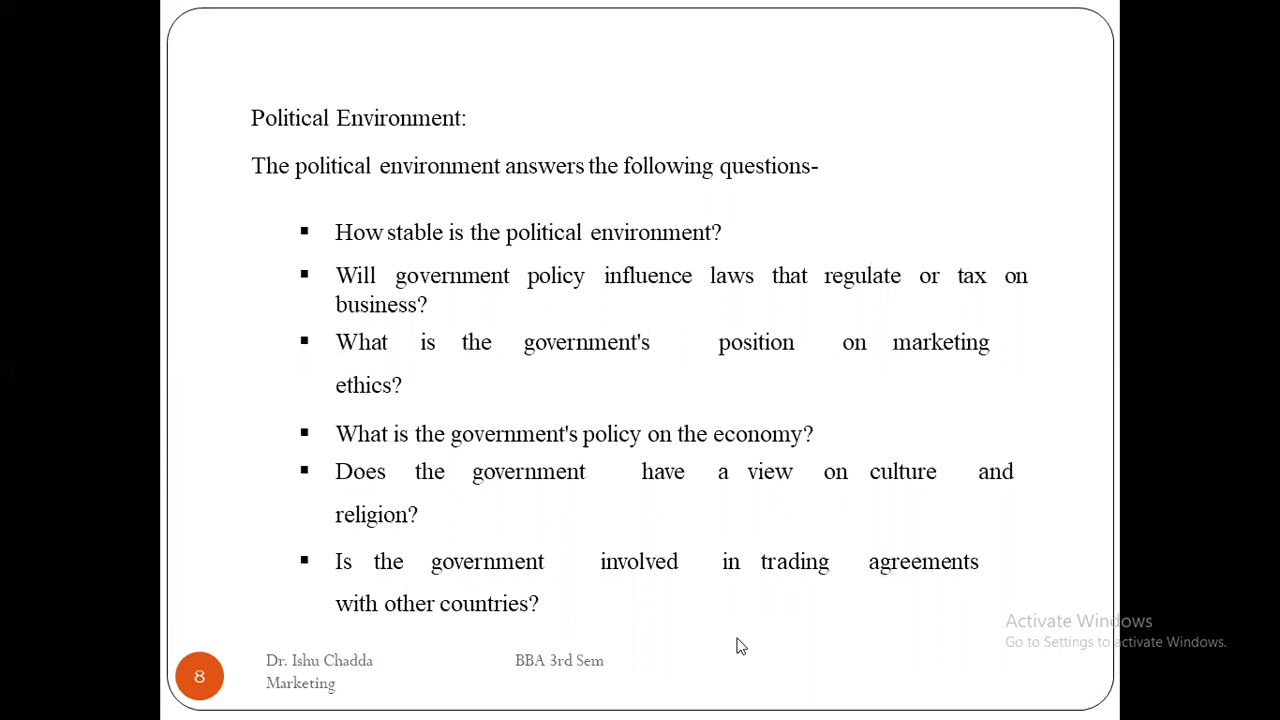 Political Environment:
The political environment answers the following questions-
▪ How stable is the political environment?
▪ Will government policy influence laws that regulate or tax on
business?
▪ What is the government's position on marketing
ethics?
▪ What is the government's policy on the economy?
▪ Does the government have a view on culture and
religion?
▪ Is the government involved in trading agreements
with other countries?
Activate Windows
Go to Settings to activate Windows.
8
Dr. Ishu Chadda
Marketing
BBA 3rd Sem